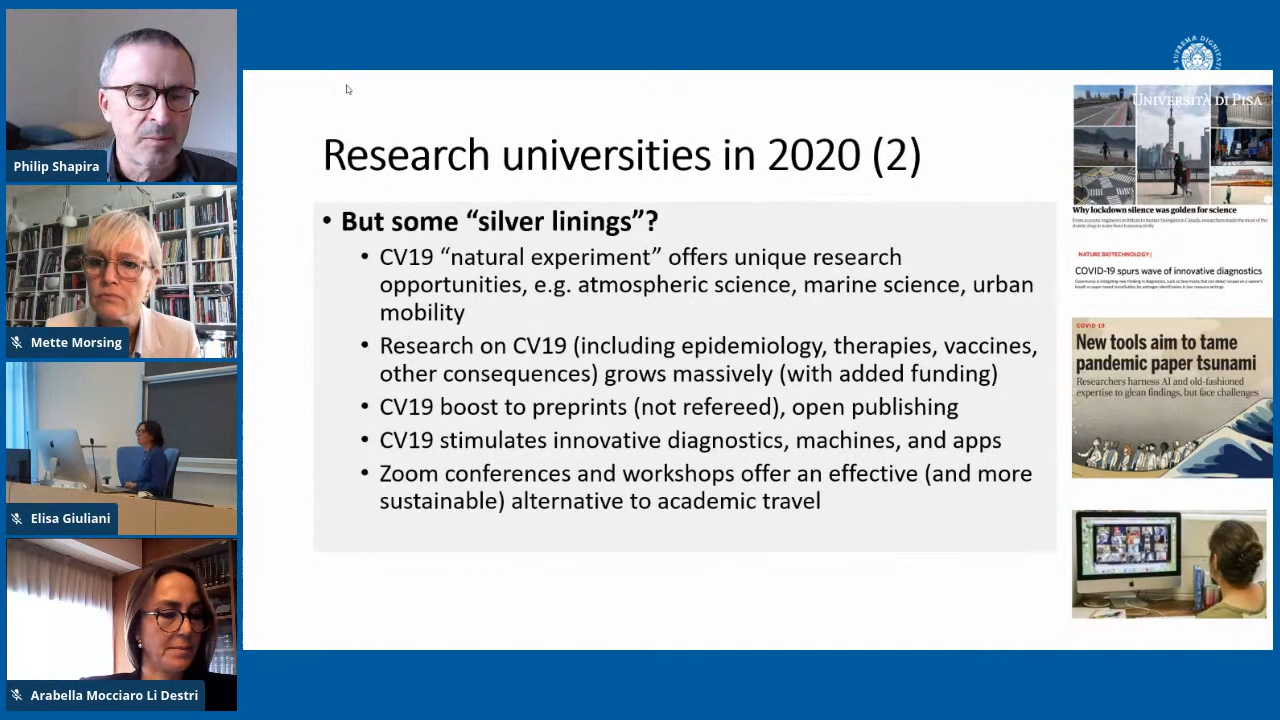 Philip Shapira
Mette Morsing
Elisa Giuliani
Arabella Mocciaro Li Destri
SUPREMÆ DIGNITATIS
UNIVERSITÀ DI PISA
Research universities in 2020 (2)
• But some “silver linings”?
• CV19 “natural experiment” offers unique research
opportunities, e.g. atmospheric science, marine science, urban
mobility
• Research on CV19 (including epidemiology, therapies, vaccines,
other consequences) grows massively (with added funding)
• CV19 boost to preprints (not refereed), open publishing
• CV19 stimulates innovative diagnostics, machines, and apps
• Zoom conferences and workshops offer an effective (and more
sustainable) alternative to academic travel
Why lockdown silence was golden for science
NATURE BIOTECHNOLOGY |
COVID-19 spurs wave of innovative diagnostics
COVID 19
New tools aim to tame
pandemic paper tsunami
Researchers harness AI and old-fashioned
expertise to glean findings, but face challenges